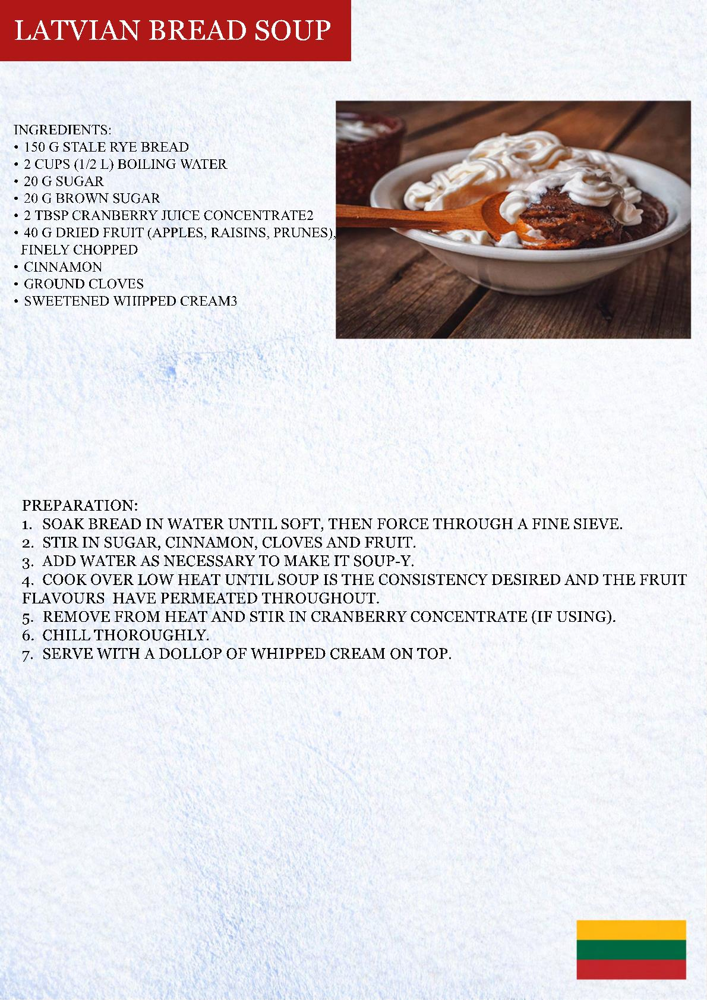 LATVIAN BREAD SOUP
INGREDIENTS:
• 150 G STALE RYE BREAD
• 2 CUPS (1/2 L) BOILING WATER
• 20 G SUGAR
• 20 G BROWN SUGAR
• 2 TBSP CRANBERRY JUICE CONCENTRATE2
• 40 G DRIED FRUIT (APPLES, RAISINS, PRUNES),
FINELY CHOPPED
• CINNAMON
• GROUND CLOVES
• SWEETENED WHIPPED CREAM3
PREPARATION:
1. SOAK BREAD IN WATER UNTIL SOFT, THEN FORCE THROUGH A FINE SIEVE.
2. STIR IN SUGAR, CINNAMON, CLOVES AND FRUIT.
3. ADD WATER AS NECESSARY TO MAKE IT SOUP-Y.
4. COOK OVER LOW HEAT UNTIL SOUP IS THE CONSISTENCY DESIRED AND THE FRUIT
FLAVOURS HAVE PERMEATED THROUGHOUT.
5. REMOVE FROM HEAT AND STIR IN CRANBERRY CONCENTRATE (IF USING).
6. CHILL THOROUGHLY.
7. SERVE WITH A DOLLOP OF WHIPPED CREAM ON TOP.